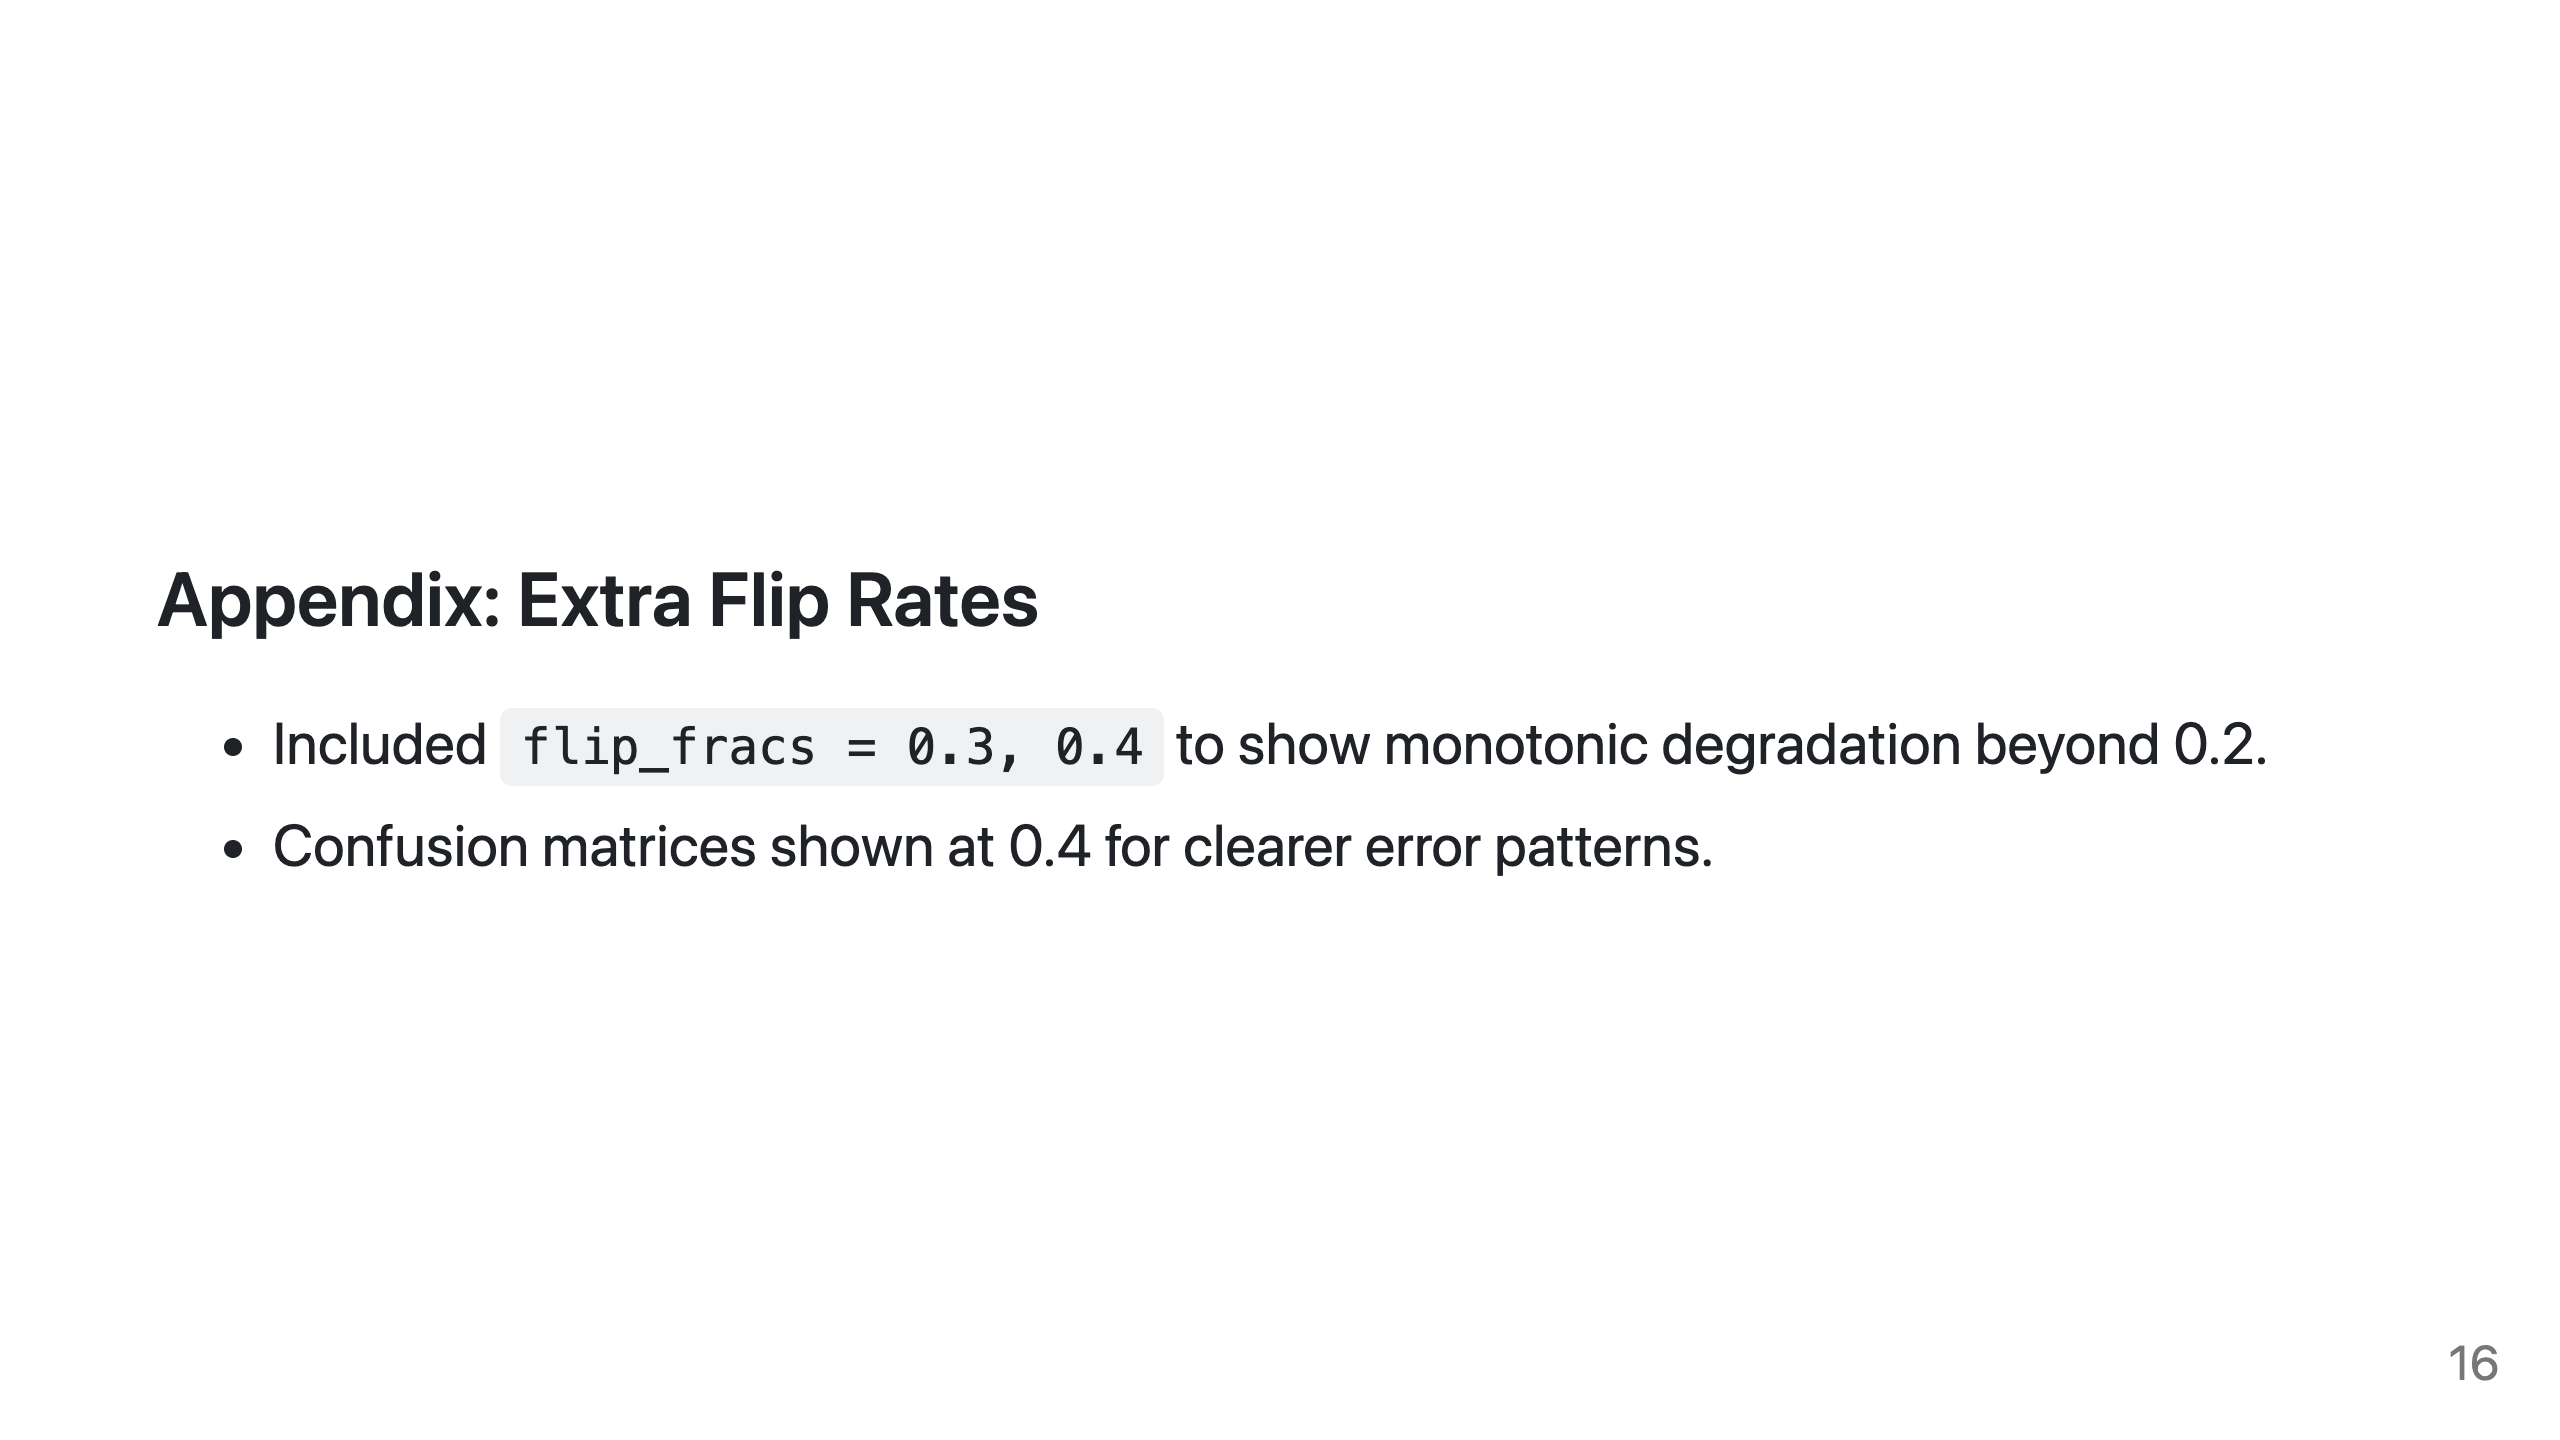 Appendix: Extra Flip Rates
• Included flip_fracs = 0.3, 0.4 to show monotonic degradation beyond 0.2.
• Confusion matrices shown at 0.4 for clearer error patterns.
16